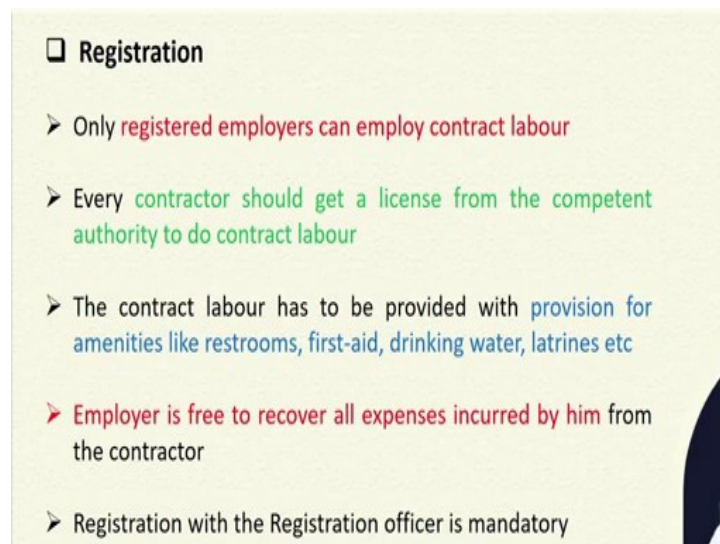 ❑ Registration
➤ Only registered employers can employ contract labour
➤ Every contractor should get a license from the competent
authority to do contract labour
➤ The contract labour has to be provided with provision for
amenities like restrooms, first-aid, drinking water, latrines etc
➤ Employer is free to recover all expenses incurred by him from
the contractor
➤ Registration with the Registration officer is mandatory